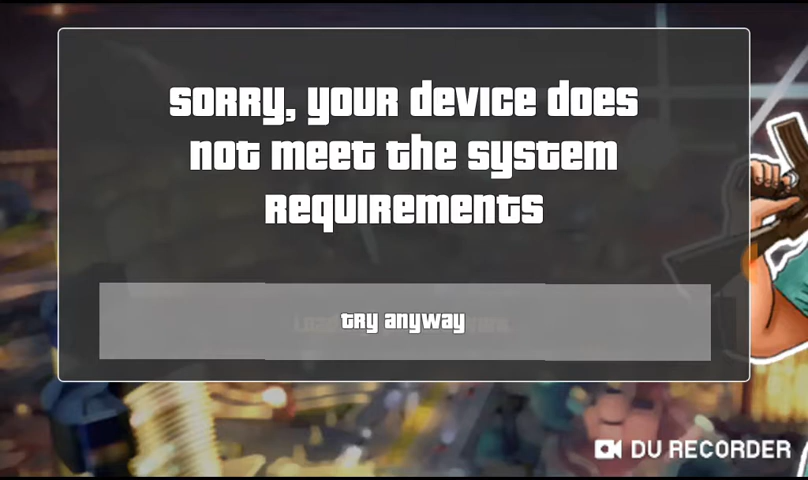 Sorry, your device does
not meet the system
requirements
try anyway
DU RECORDER